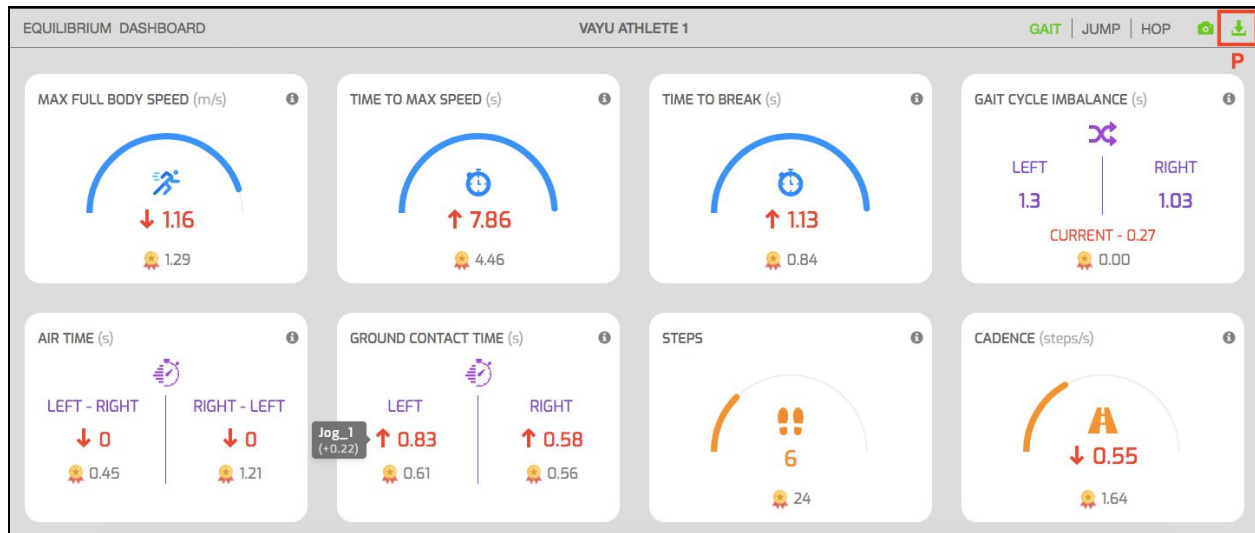 EQUILIBRIUM DASHBOARD
VAYU ATHLETE 1
GAIT | JUMP | HOP
P
MAX FULL BODY SPEED (m/s)
↓ 1.16
1.29
TIME TO MAX SPEED (s)
↑ 7.86
4.46
TIME TO BREAK (s)
↑ 1.13
0.84
GAIT CYCLE IMBALANCE (s)
LEFT
1.3
RIGHT
1.03
CURRENT - 0.27
0.00
AIR TIME (s)
LEFT - RIGHT
↓ 0
0.45
RIGHT - LEFT
↓ 0
1.21
GROUND CONTACT TIME (s)
Jog_1
(+0.22)
LEFT
↑ 0.83
0.61
RIGHT
↑ 0.58
0.56
STEPS
6
24
CADENCE (steps/s)
↓ 0.55
1.64